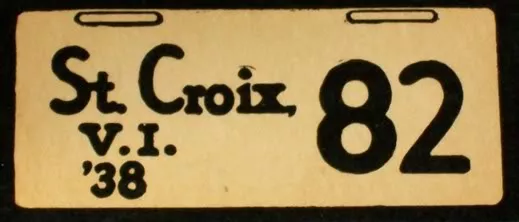 St. Croix,
V. I.
'38
82